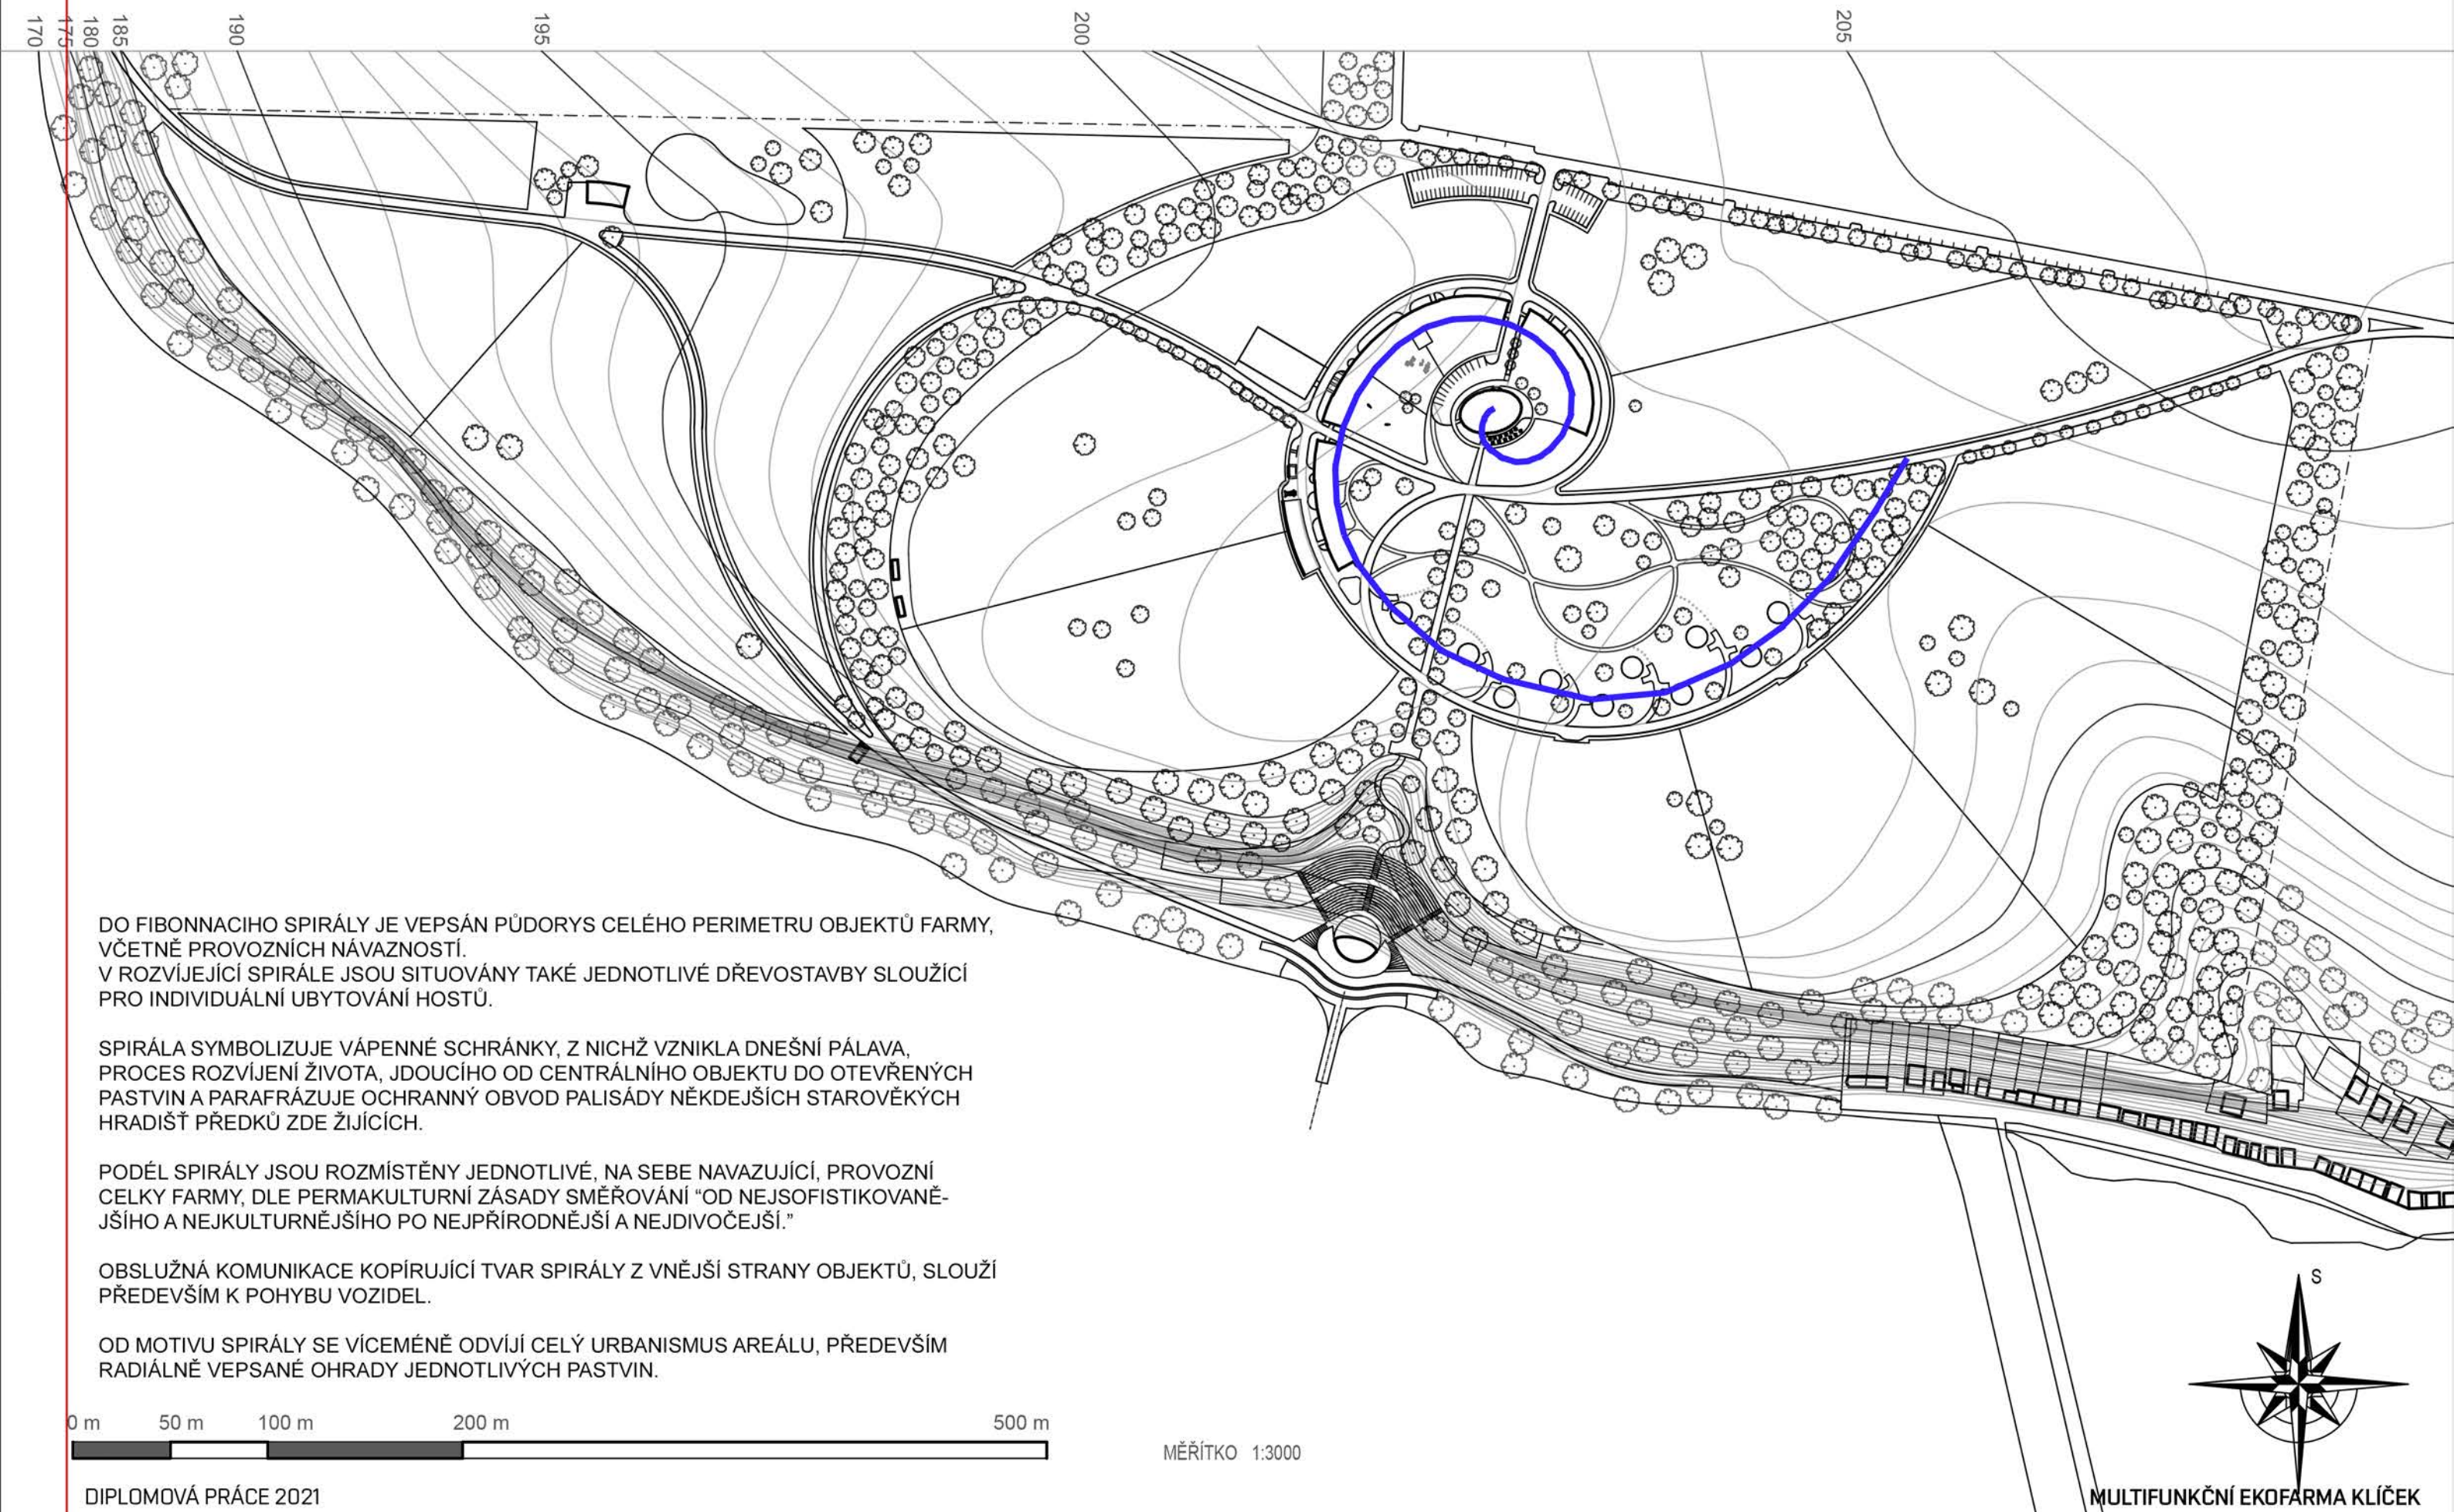 170
175
180
185
190
195
200
205
DO FIBONNACIHO SPIRÁLY JE VEPSÁN PŮDORYS CELÉHO PERIMETRU OBJEKTŮ FARMY,
VČETNĚ PROVOZNÍCH NÁVAZNOSTÍ.
V ROZVÍJEJÍCÍ SPIRÁLE JSOU SITUOVÁNY TAKÉ JEDNOTLIVÉ DŘEVOSTAVBY SLOUŽÍCÍ
PRO INDIVIDUÁLNÍ UBYTOVÁNÍ HOSTŮ.
SPIRÁLA SYMBOLIZUJE VÁPENNÉ SCHRÁNKY, Z NICHŽ VZNIKLA DNEŠNÍ PÁLAVA,
PROCES ROZVÍJENÍ ŽIVOTA, JDOUCÍHO OD CENTRÁLNÍHO OBJEKTU DO OTEVŘENÝCH
PASTVIN A PARAFRÁZUJE OCHRANNÝ OBVOD PALISÁDY NĚKDEJŠÍCH STAROVĚKÝCH
HRADIŠŤ PŘEDKŮ ZDE ŽIJÍCÍCH.
PODÉL SPIRÁLY JSOU ROZMÍSTĚNY JEDNOTLIVÉ, NA SEBE NAVAZUJÍCÍ, PROVOZNÍ
CELKY FARMY, DLE PERMAKULTURNÍ ZÁSADY SMĚŘOVÁNÍ “OD NEJSOFISTIKOVANĚ-
JŠÍHO A NEJKULTURNĚJŠÍHO PO NEJPŘÍRODNĚJŠÍ A NEJDIVOČEJŠÍ.”
OBSLUŽNÁ KOMUNIKACE KOPÍRUJÍCÍ TVAR SPIRÁLY Z VNĚJŠÍ STRANY OBJEKTŮ, SLOUŽÍ
PŘEDEVŠÍM K POHYBU VOZIDEL.
OD MOTIVU SPIRÁLY SE VÍCEMÉNĚ ODVÍJÍ CELÝ URBANISMUS AREÁLU, PŘEDEVŠÍM
RADIÁLNĚ VEPSANÉ OHRADY JEDNOTLIVÝCH PASTVIN.
S
0 m 50 m 100 m 200 m 500 m
MĚŘÍTKO 1:3000
DIPLOMOVÁ PRÁCE 2021
MULTIFUNKČNÍ EKOFARMA KLÍČEK